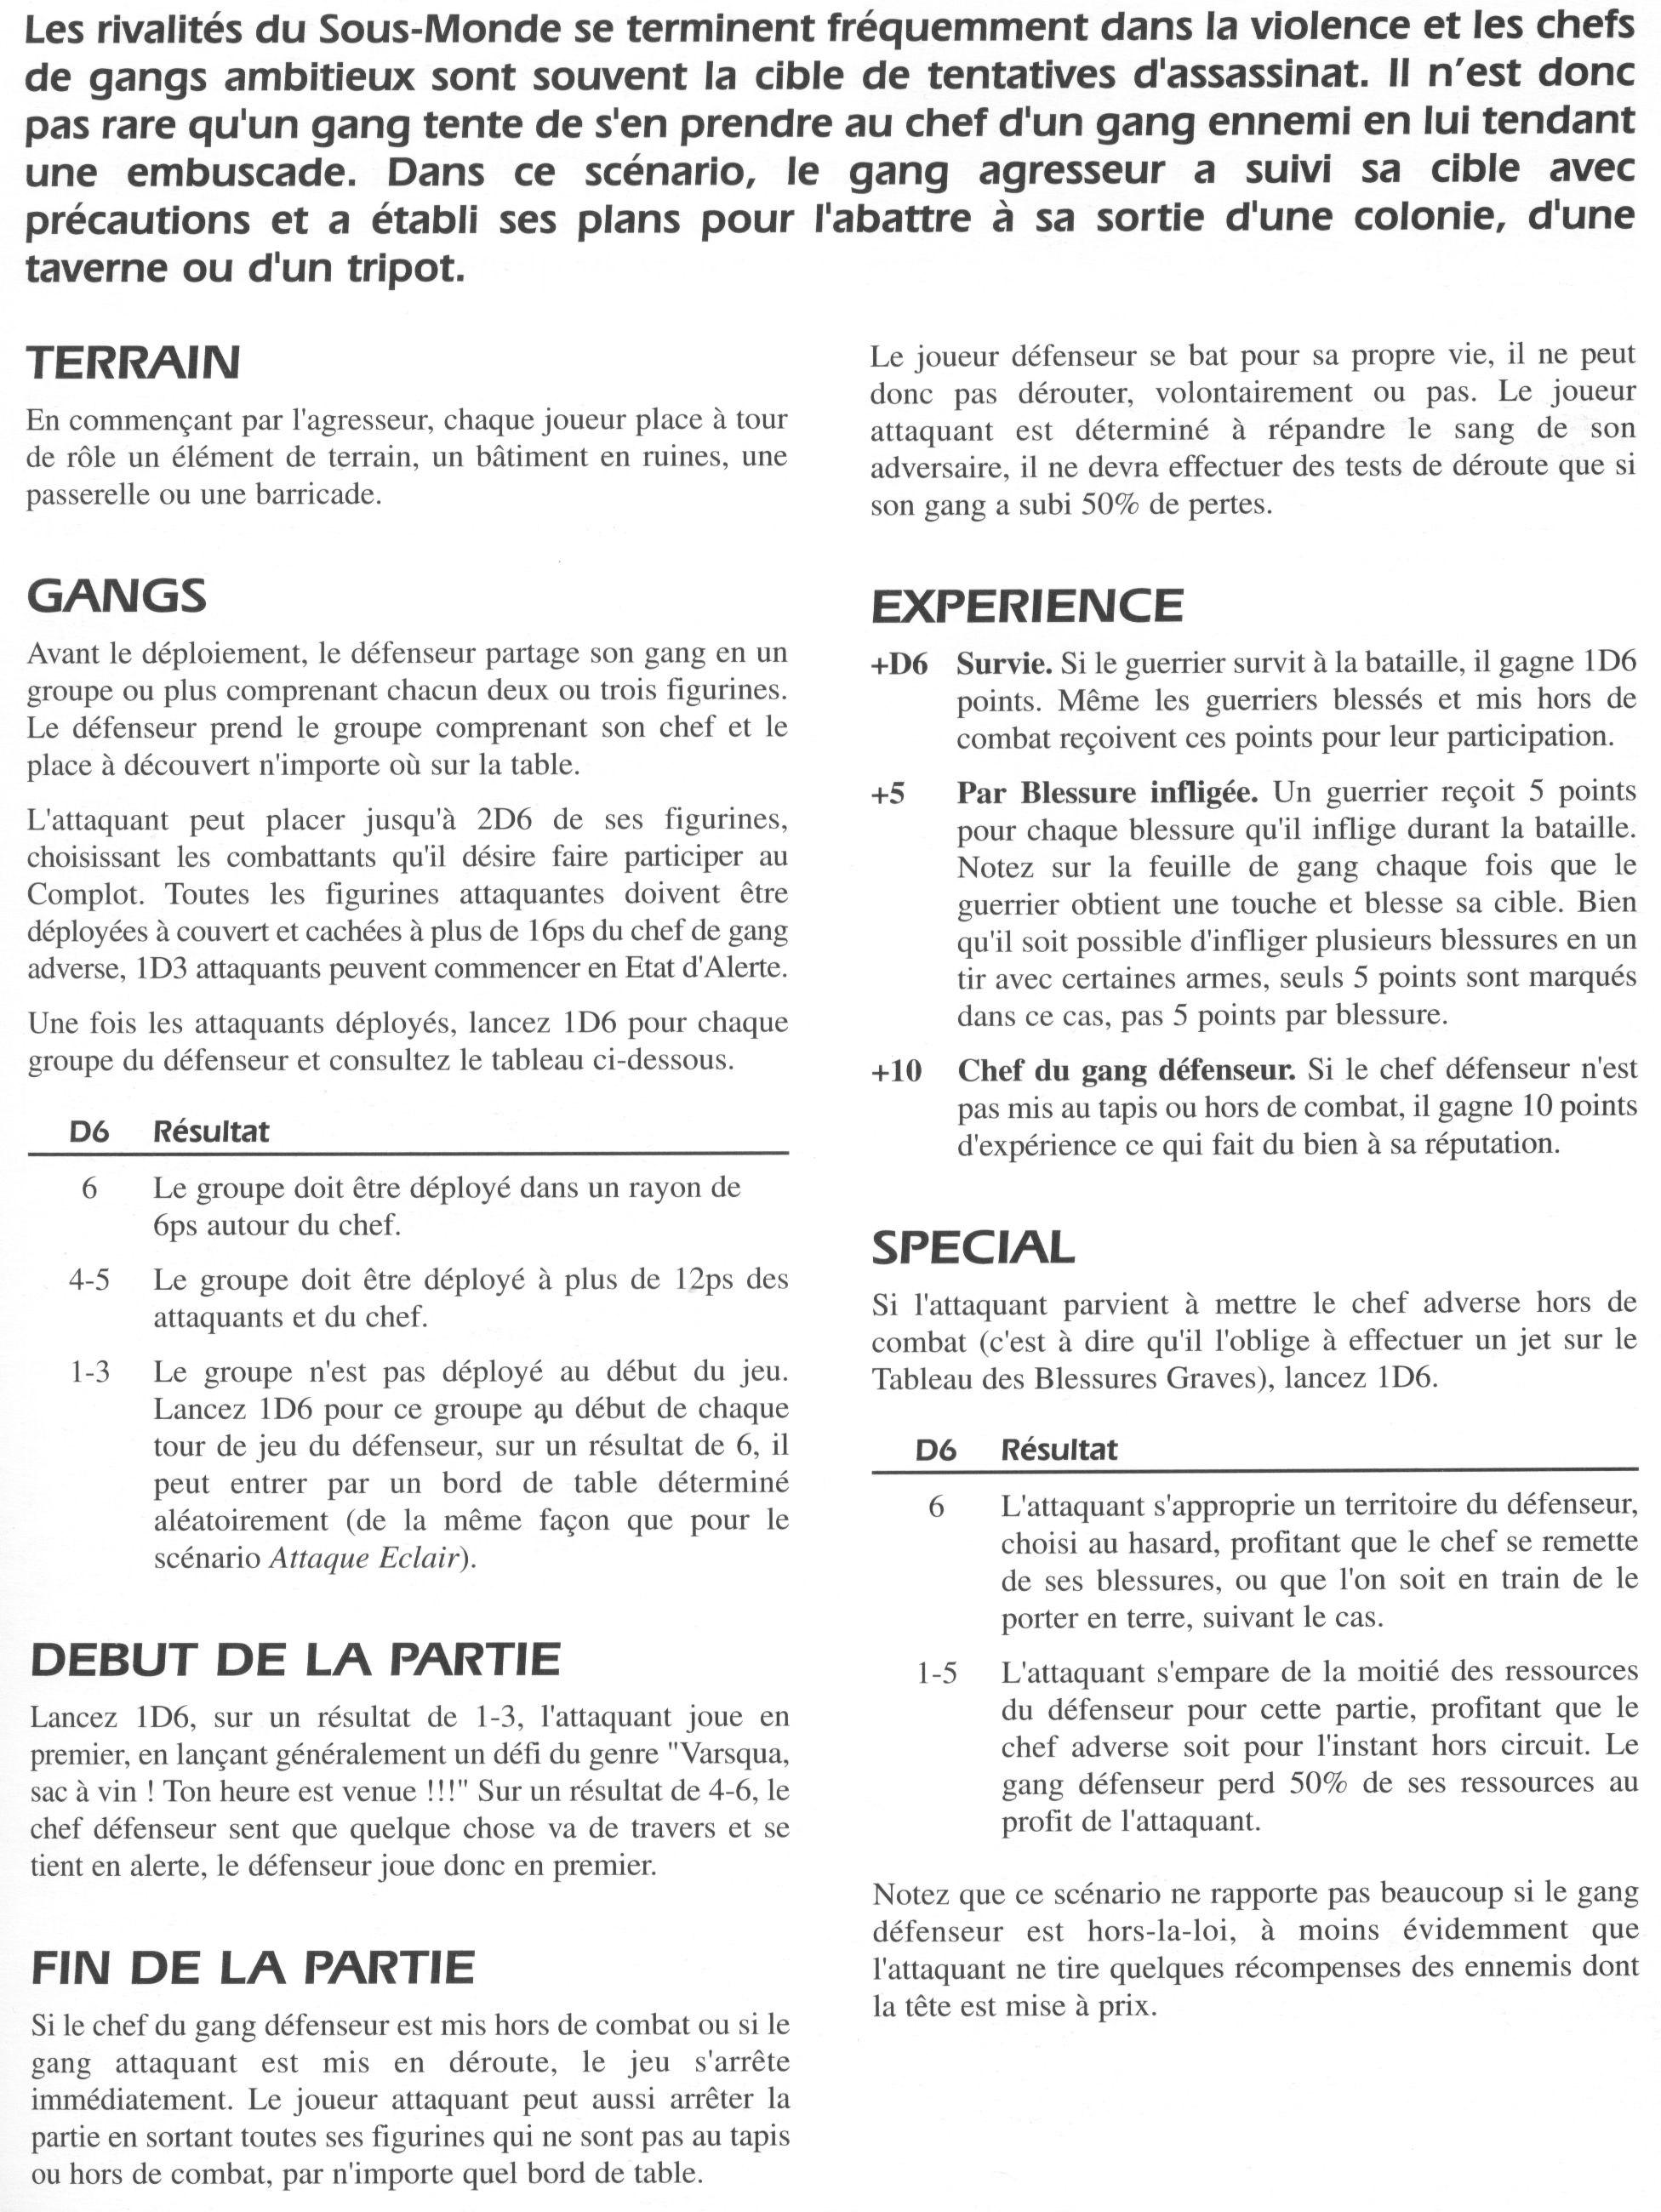 Les rivalités du Sous-Monde se terminent fréquemment dans la violence et les chefs
de gangs ambitieux sont souvent la cible de tentatives d'assassinat. Il n'est donc
pas rare qu'un gang tente de s'en prendre au chef d'un gang ennemi en lui tendant
une embuscade. Dans ce scénario, le gang agresseur a suivi sa cible avec
précautions et a établi ses plans pour l'abattre à sa sortie d'une colonie, d'une
taverne ou d'un tripot.
TERRAIN
En commençant par l'agresseur, chaque joueur place à tour
de rôle un élément de terrain, un bâtiment en ruines, une
passerelle ou une barricade.
GANGS
Avant le déploiement, le défenseur partage son gang en un
groupe ou plus comprenant chacun deux ou trois figurines.
Le défenseur prend le groupe comprenant son chef et le
place à découvert n'importe où sur la table.
L'attaquant peut placer jusqu'à 2D6 de ses figurines,
choisissant les combattants qu'il désire faire participer au
Complot. Toutes les figurines attaquantes doivent être
déployées à couvert et cachées à plus de 16ps du chef de gang
adverse, 1D3 attaquants peuvent commencer en Etat d'Alerte.
Une fois les attaquants déployés, lancez 1D6 pour chaque
groupe du défenseur et consultez le tableau ci-dessous.
D6 Résultat
6 Le groupe doit être déployé dans un rayon de
6ps autour du chef.
4-5 Le groupe doit être déployé à plus de 12ps des
attaquants et du chef.
1-3 Le groupe n'est pas déployé au début du jeu.
Lancez 1D6 pour ce groupe au début de chaque
tour de jeu du défenseur, sur un résultat de 6, il
peut entrer par un bord de table déterminé
aléatoirement (de la même façon que pour le
scénario Attaque Eclair).
DEBUT DE LA PARTIE
Lancez 1D6, sur un résultat de 1-3, l'attaquant joue en
premier, en lançant généralement un défi du genre "Varsqua,
sac à vin ! Ton heure est venue !!!" Sur un résultat de 4-6, le
chef défenseur sent que quelque chose va de travers et se
tient en alerte, le défenseur joue donc en premier.
FIN DE LA PARTIE
Si le chef du gang défenseur est mis hors de combat ou si le
gang attaquant est mis en déroute, le jeu s'arrête
immédiatement. Le joueur attaquant peut aussi arrêter la
partie en sortant toutes ses figurines qui ne sont pas au tapis
ou hors de combat, par n'importe quel bord de table.
Le joueur défenseur se bat pour sa propre vie, il ne peut
donc pas dérouter, volontairement ou pas. Le joueur
attaquant est déterminé à répandre le sang de son
adversaire, il ne devra effectuer des tests de déroute que si
son gang a subi 50% de pertes.
EXPERIENCE
+D6 Survie. Si le guerrier survit à la bataille, il gagne 1D6
points. Même les guerriers blessés et mis hors de
combat reçoivent ces points pour leur participation.
+5 Par Blessure infligée. Un guerrier reçoit 5 points
pour chaque blessure qu'il inflige durant la bataille.
Notez sur la feuille de gang chaque fois que le
guerrier obtient une touche et blesse sa cible. Bien
qu'il soit possible d'infliger plusieurs blessures en un
tir avec certaines armes, seuls 5 points sont marqués
dans ce cas, pas 5 points par blessure.
+10 Chef du gang défenseur. Si le chef défenseur n'est
pas mis au tapis ou hors de combat, il gagne 10 points
d'expérience ce qui fait du bien à sa réputation.
SPECIAL
Si l'attaquant parvient à mettre le chef adverse hors de
combat (c'est à dire qu'il l'oblige à effectuer un jet sur le
Tableau des Blessures Graves), lancez 1D6.
D6 Résultat
6 L'attaquant s'approprie un territoire du défenseur,
choisi au hasard, profitant que le chef se remette
de ses blessures, ou que l'on soit en train de le
porter en terre, suivant le cas.
1-5 L'attaquant s'empare de la moitié des ressources
du défenseur pour cette partie, profitant que le
chef adverse soit pour l'instant hors circuit. Le
gang défenseur perd 50% de ses ressources au
profit de l'attaquant.
Notez que ce scénario ne rapporte pas beaucoup si le gang
défenseur est hors-la-loi, à moins évidemment que
l'attaquant ne tire quelques récompenses des ennemis dont
la tête est mise à prix.